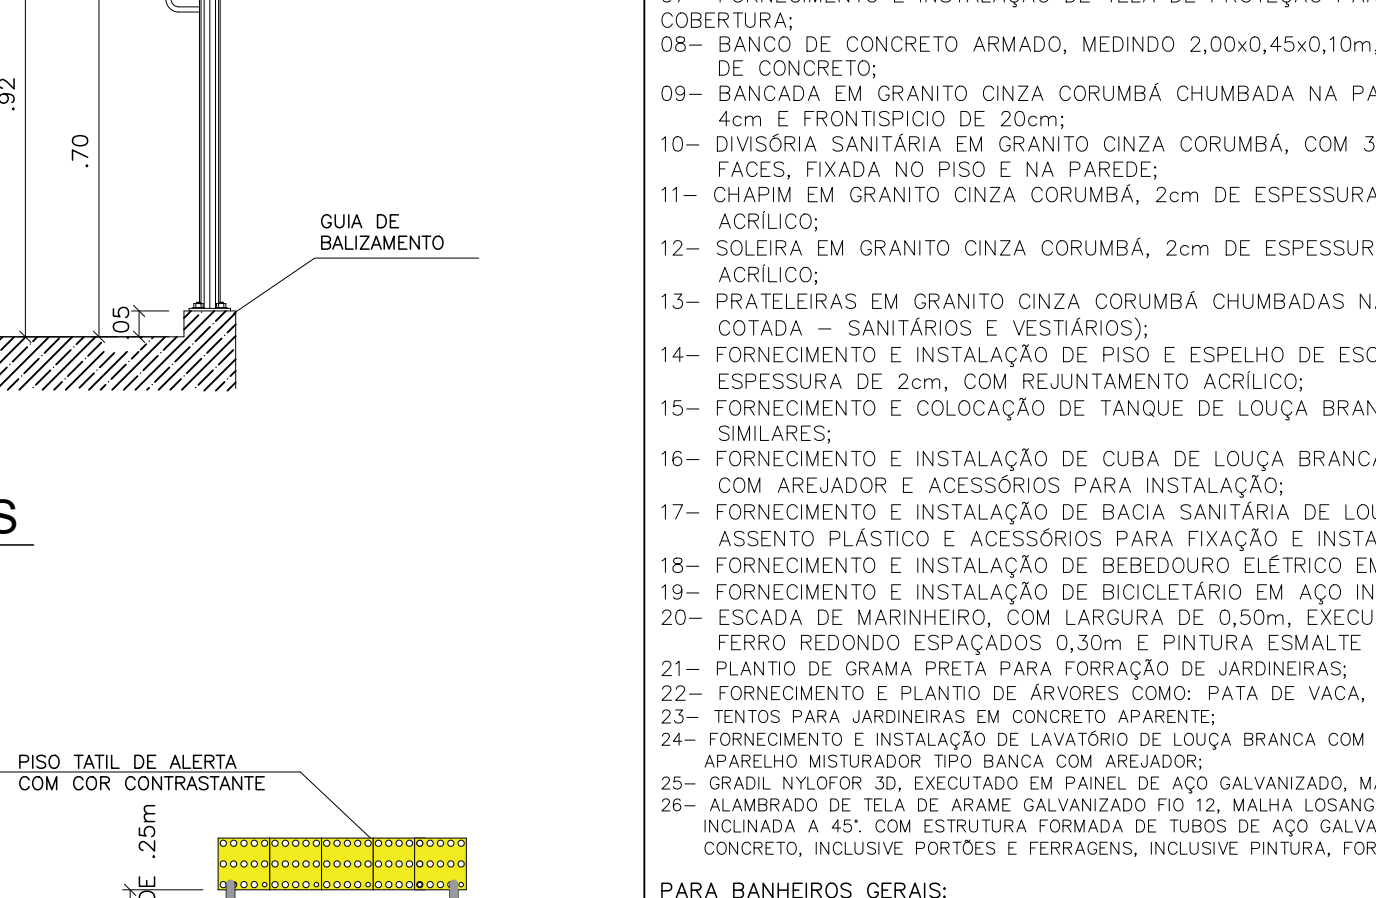 .92
.70
.05
GUIA DE
BALIZAMENTO
S
PISO TATIL DE ALERTA
COM COR CONTRASTANTE
DE .25m
COBERTURA;
08– BANCO DE CONCRETO ARMADO, MEDINDO 2,00x0,45x0,10m,
DE CONCRETO;
09– BANCADA EM GRANITO CINZA CORUMBÁ CHUMBADA NA PA
4cm E FRONTISPICIO DE 20cm;
10– DIVISÓRIA SANITÁRIA EM GRANITO CINZA CORUMBÁ, COM 3
FACES, FIXADA NO PISO E NA PAREDE;
11– CHAPIM EM GRANITO CINZA CORUMBÁ, 2cm DE ESPESSURA
ACRÍLICO;
12– SOLEIRA EM GRANITO CINZA CORUMBÁ, 2cm DE ESPESSUR
ACRÍLICO;
13– PRATELEIRAS EM GRANITO CINZA CORUMBÁ CHUMBADAS NA
COTADA – SANITÁRIOS E VESTIÁRIOS);
14– FORNECIMENTO E INSTALAÇÃO DE PISO E ESPELHO DE ESC
ESPESSURA DE 2cm, COM REJUNTAMENTO ACRÍLICO;
15– FORNECIMENTO E COLOCAÇÃO DE TANQUE DE LOUÇA BRAN
SIMILARES;
16– FORNECIMENTO E INSTALAÇÃO DE CUBA DE LOUÇA BRANCA
COM AREJADOR E ACESSÓRIOS PARA INSTALAÇÃO;
17– FORNECIMENTO E INSTALAÇÃO DE BACIA SANITÁRIA DE LOU
ASSENTO PLÁSTICO E ACESSÓRIOS PARA FIXAÇÃO E INSTA
18– FORNECIMENTO E INSTALAÇÃO DE BEBEDOURO ELÉTRICO EM
19– FORNECIMENTO E INSTALAÇÃO DE BICICLETÁRIO EM AÇO IN
20– ESCADA DE MARINHEIRO, COM LARGURA DE 0,50m, EXECU
FERRO REDONDO ESPAÇADOS 0,30m E PINTURA ESMALTE
21– PLANTIO DE GRAMA PRETA PARA FORRAÇÃO DE JARDINEIRAS;
22– FORNECIMENTO E PLANTIO DE ÁRVORES COMO: PATA DE VACA,
23– TENTOS PARA JARDINEIRAS EM CONCRETO APARENTE;
24– FORNECIMENTO E INSTALAÇÃO DE LAVATÓRIO DE LOUÇA BRANCA COM
APARELHO MISTURADOR TIPO BANCA COM AREJADOR;
25– GRADIL NYLOFOR 3D, EXECUTADO EM PAINEL DE AÇO GALVANIZADO, MA
26– ALAMBRADO DE TELA DE ARAME GALVANIZADO FIO 12, MALHA LOSANG
INCLINADA A 45°. COM ESTRUTURA FORMADA DE TUBOS DE AÇO GALVA
CONCRETO, INCLUSIVE PORTÕES E FERRAGENS, INCLUSIVE PINTURA, FOR
PARA BANHEIROS GERAIS: